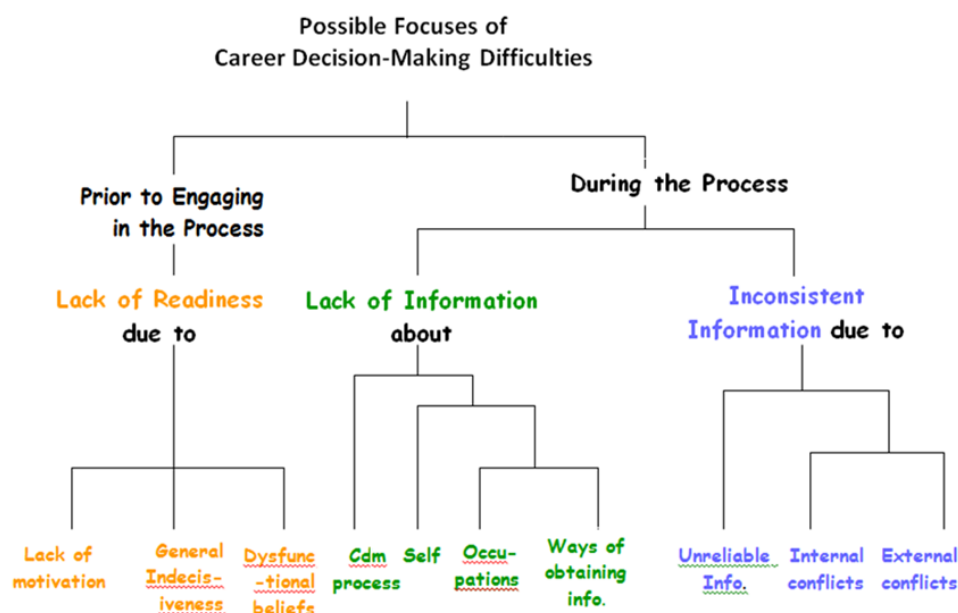 Possible Focuses of
Career Decision-Making Difficulties
Prior to Engaging
in the Process
During the Process
Lack of Readiness
due to
Lack of Information
about
Inconsistent
Information due to
Lack of
motivation
General
Indecis-
iveness
Dysfunc
-tional
beliefs
Cdm
process
Self
Occu-
pations
Ways of
obtaining
info.
Unreliable
Info.
Internal
conflicts
External
conflicts